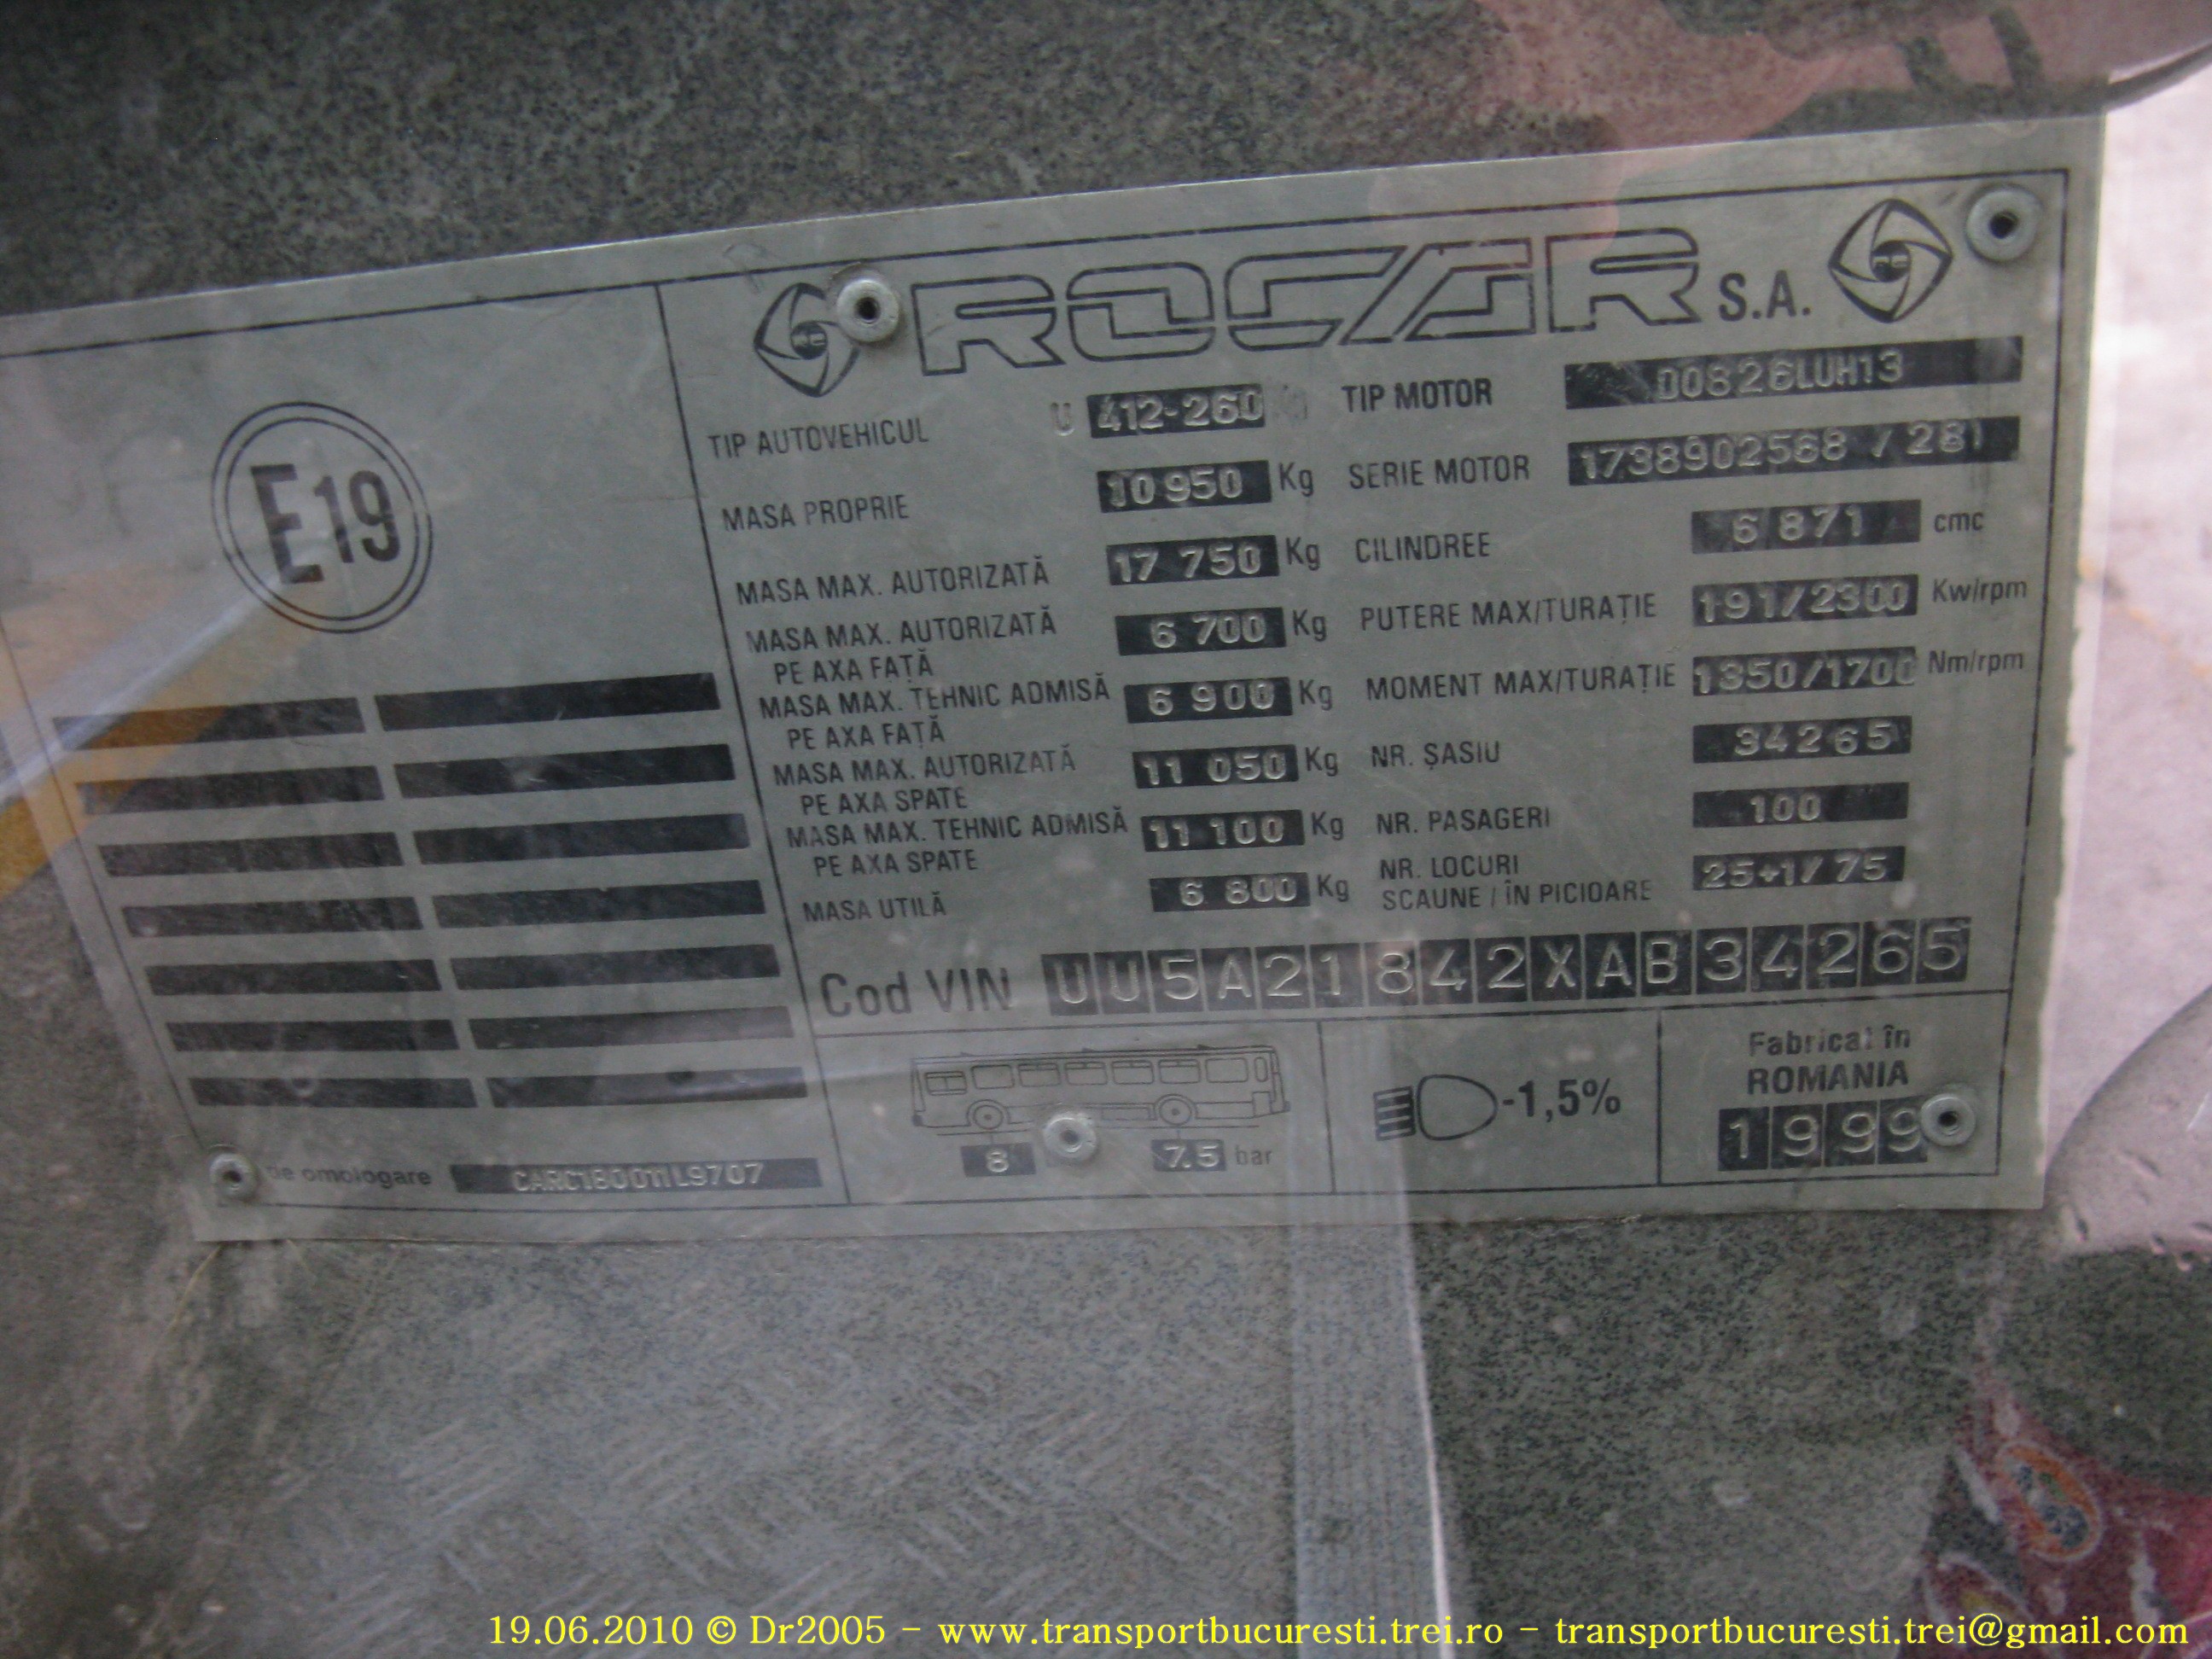 ROCAR S.A.
E19
TIP AUTOVEHICUL U 412-260
MASA PROPRIE 10950 Kg
MASA MAX. AUTORIZATĂ 17 750 Kg
MASA MAX. AUTORIZATĂ 6 700 Kg
PE AXA FAȚĂ
MASA MAX. TEHNIC ADMISĂ 6 900 Kg
PE AXA FAȚĂ
MASA MAX. AUTORIZATĂ 11 050 Kg
PE AXA SPATE
MASA MAX. TEHNIC ADMISĂ 11 100 Kg
PE AXA SPATE
MASA UTILĂ 6 800 Kg
TIP MOTOR D0826LUH13
SERIE MOTOR 1738902568 / 281
CILINDREE 6 871 cmc
PUTERE MAX/TURAȚIE 191/2300 Kw/rpm
MOMENT MAX/TURAȚIE 1350/1700 Nm/rpm
NR. ȘASIU 34265
NR. PASAGERI 100
NR. LOCURI
SCAUNE / ÎN PICIOARE 25+1/75
Cod VIN UU5A21842XAB34265
de omologare CARC180011L9707
8 7.5 bar
-1,5%
Fabricat în
ROMANIA
1999
19.06.2010 © Dr2005 - www.transportbucuresti.trei.ro - transportbucuresti.trei@gmail.com